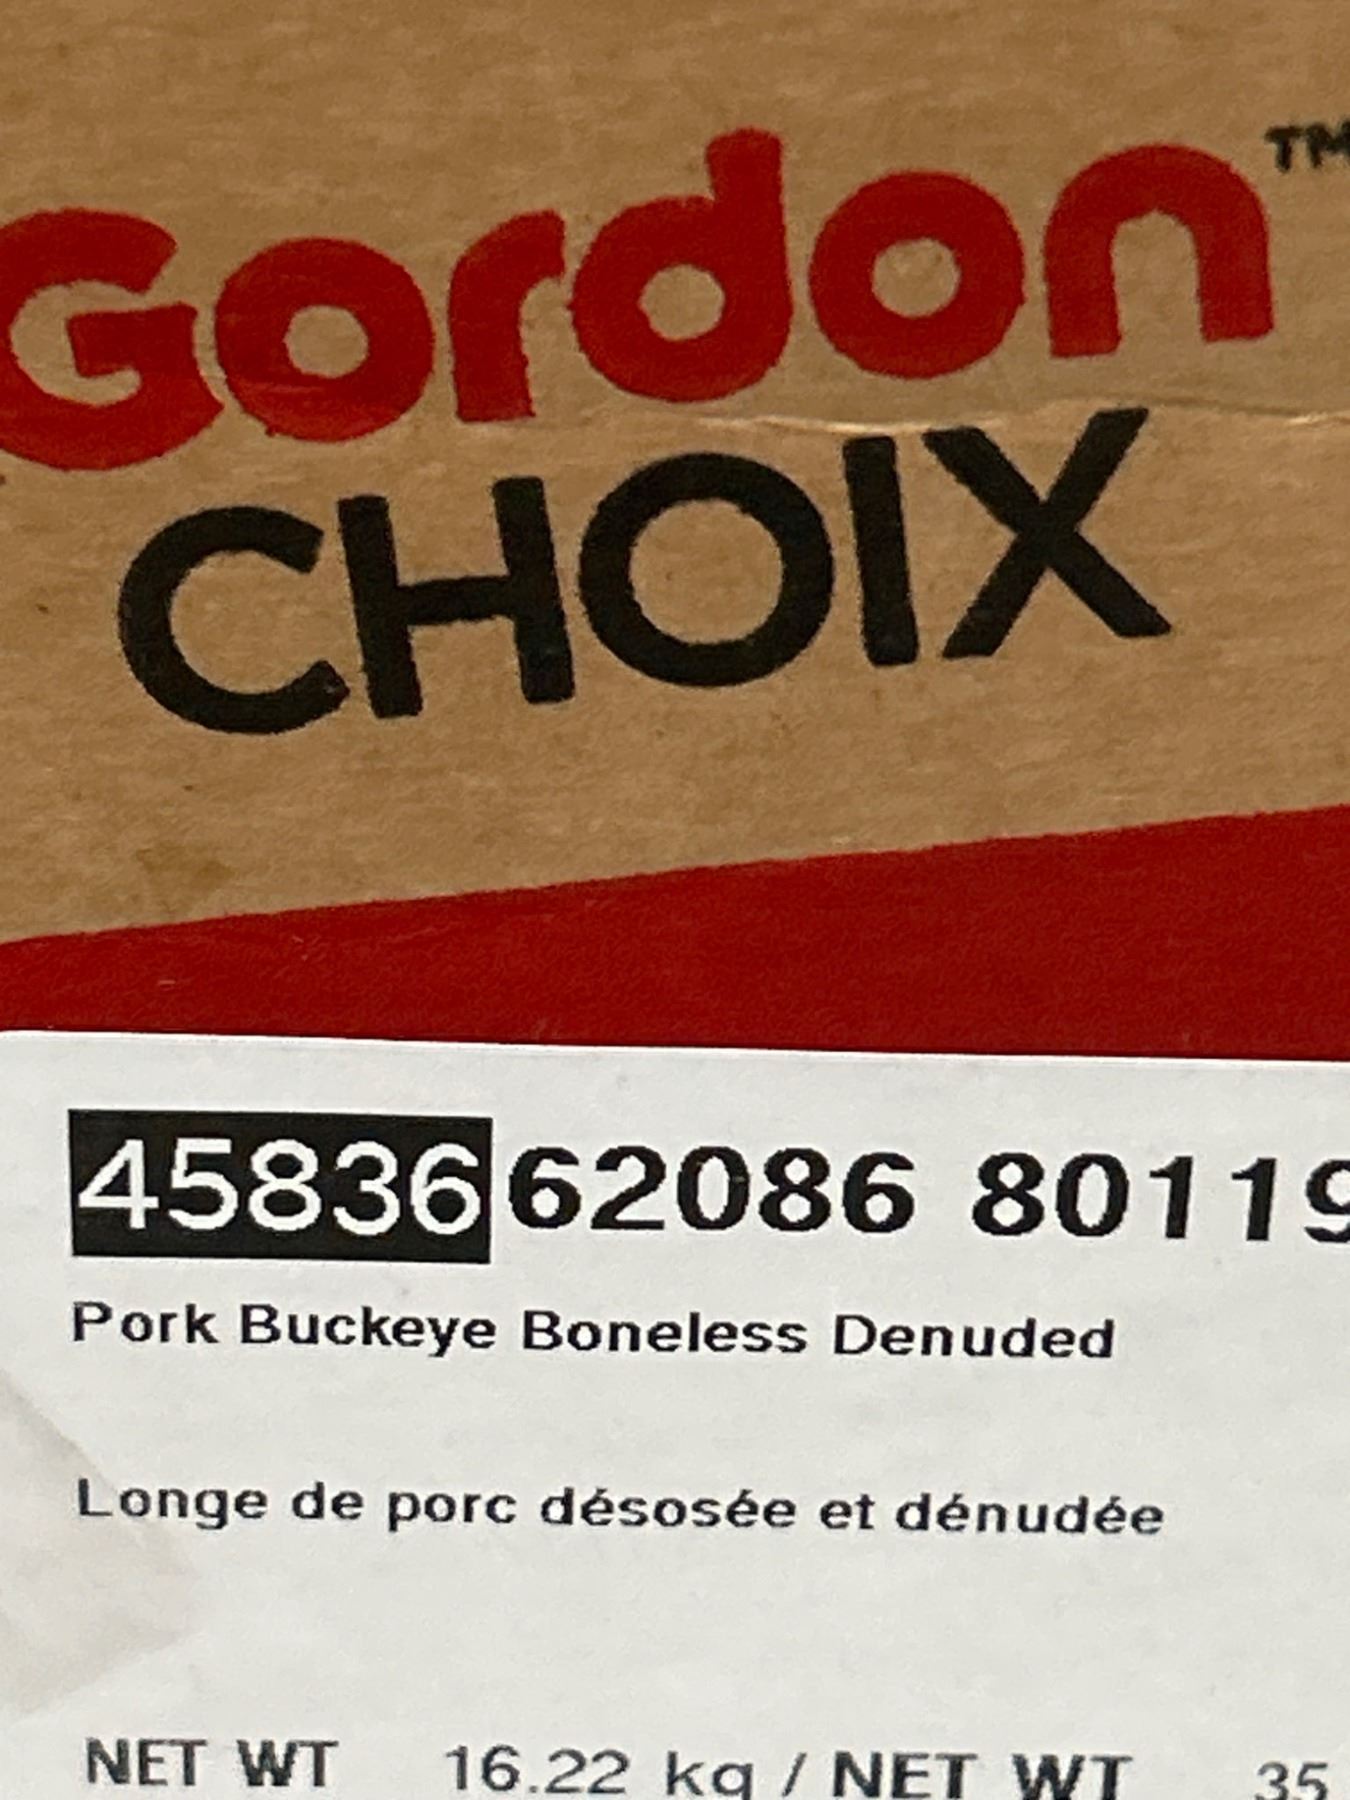 Gordon™
CHOIX
45836 62086 80119
Pork Buckeye Boneless Denuded
Longe de porc désosée et dénudée
NET WT 16.22 kg / NET WT 35